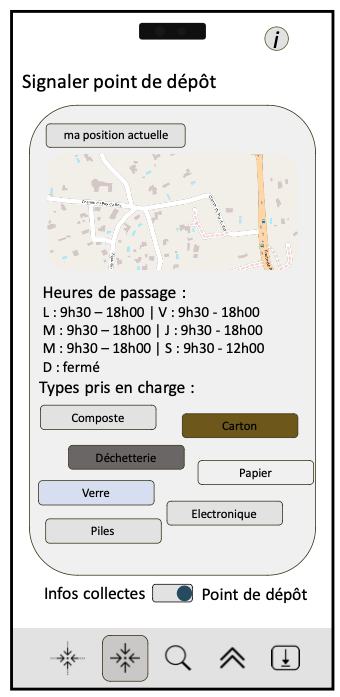 i
Signaler point de dépôt
ma position actuelle
Heures de passage :
L : 9h30 – 18h00 | V : 9h30 - 18h00
M : 9h30 – 18h00 | J : 9h30 - 18h00
M : 9h30 – 18h00 | S : 9h30 - 12h00
D : fermé
Types pris en charge :
Composte
Carton
Déchetterie
Papier
Verre
Electronique
Piles
Infos collectes
Point de dépôt